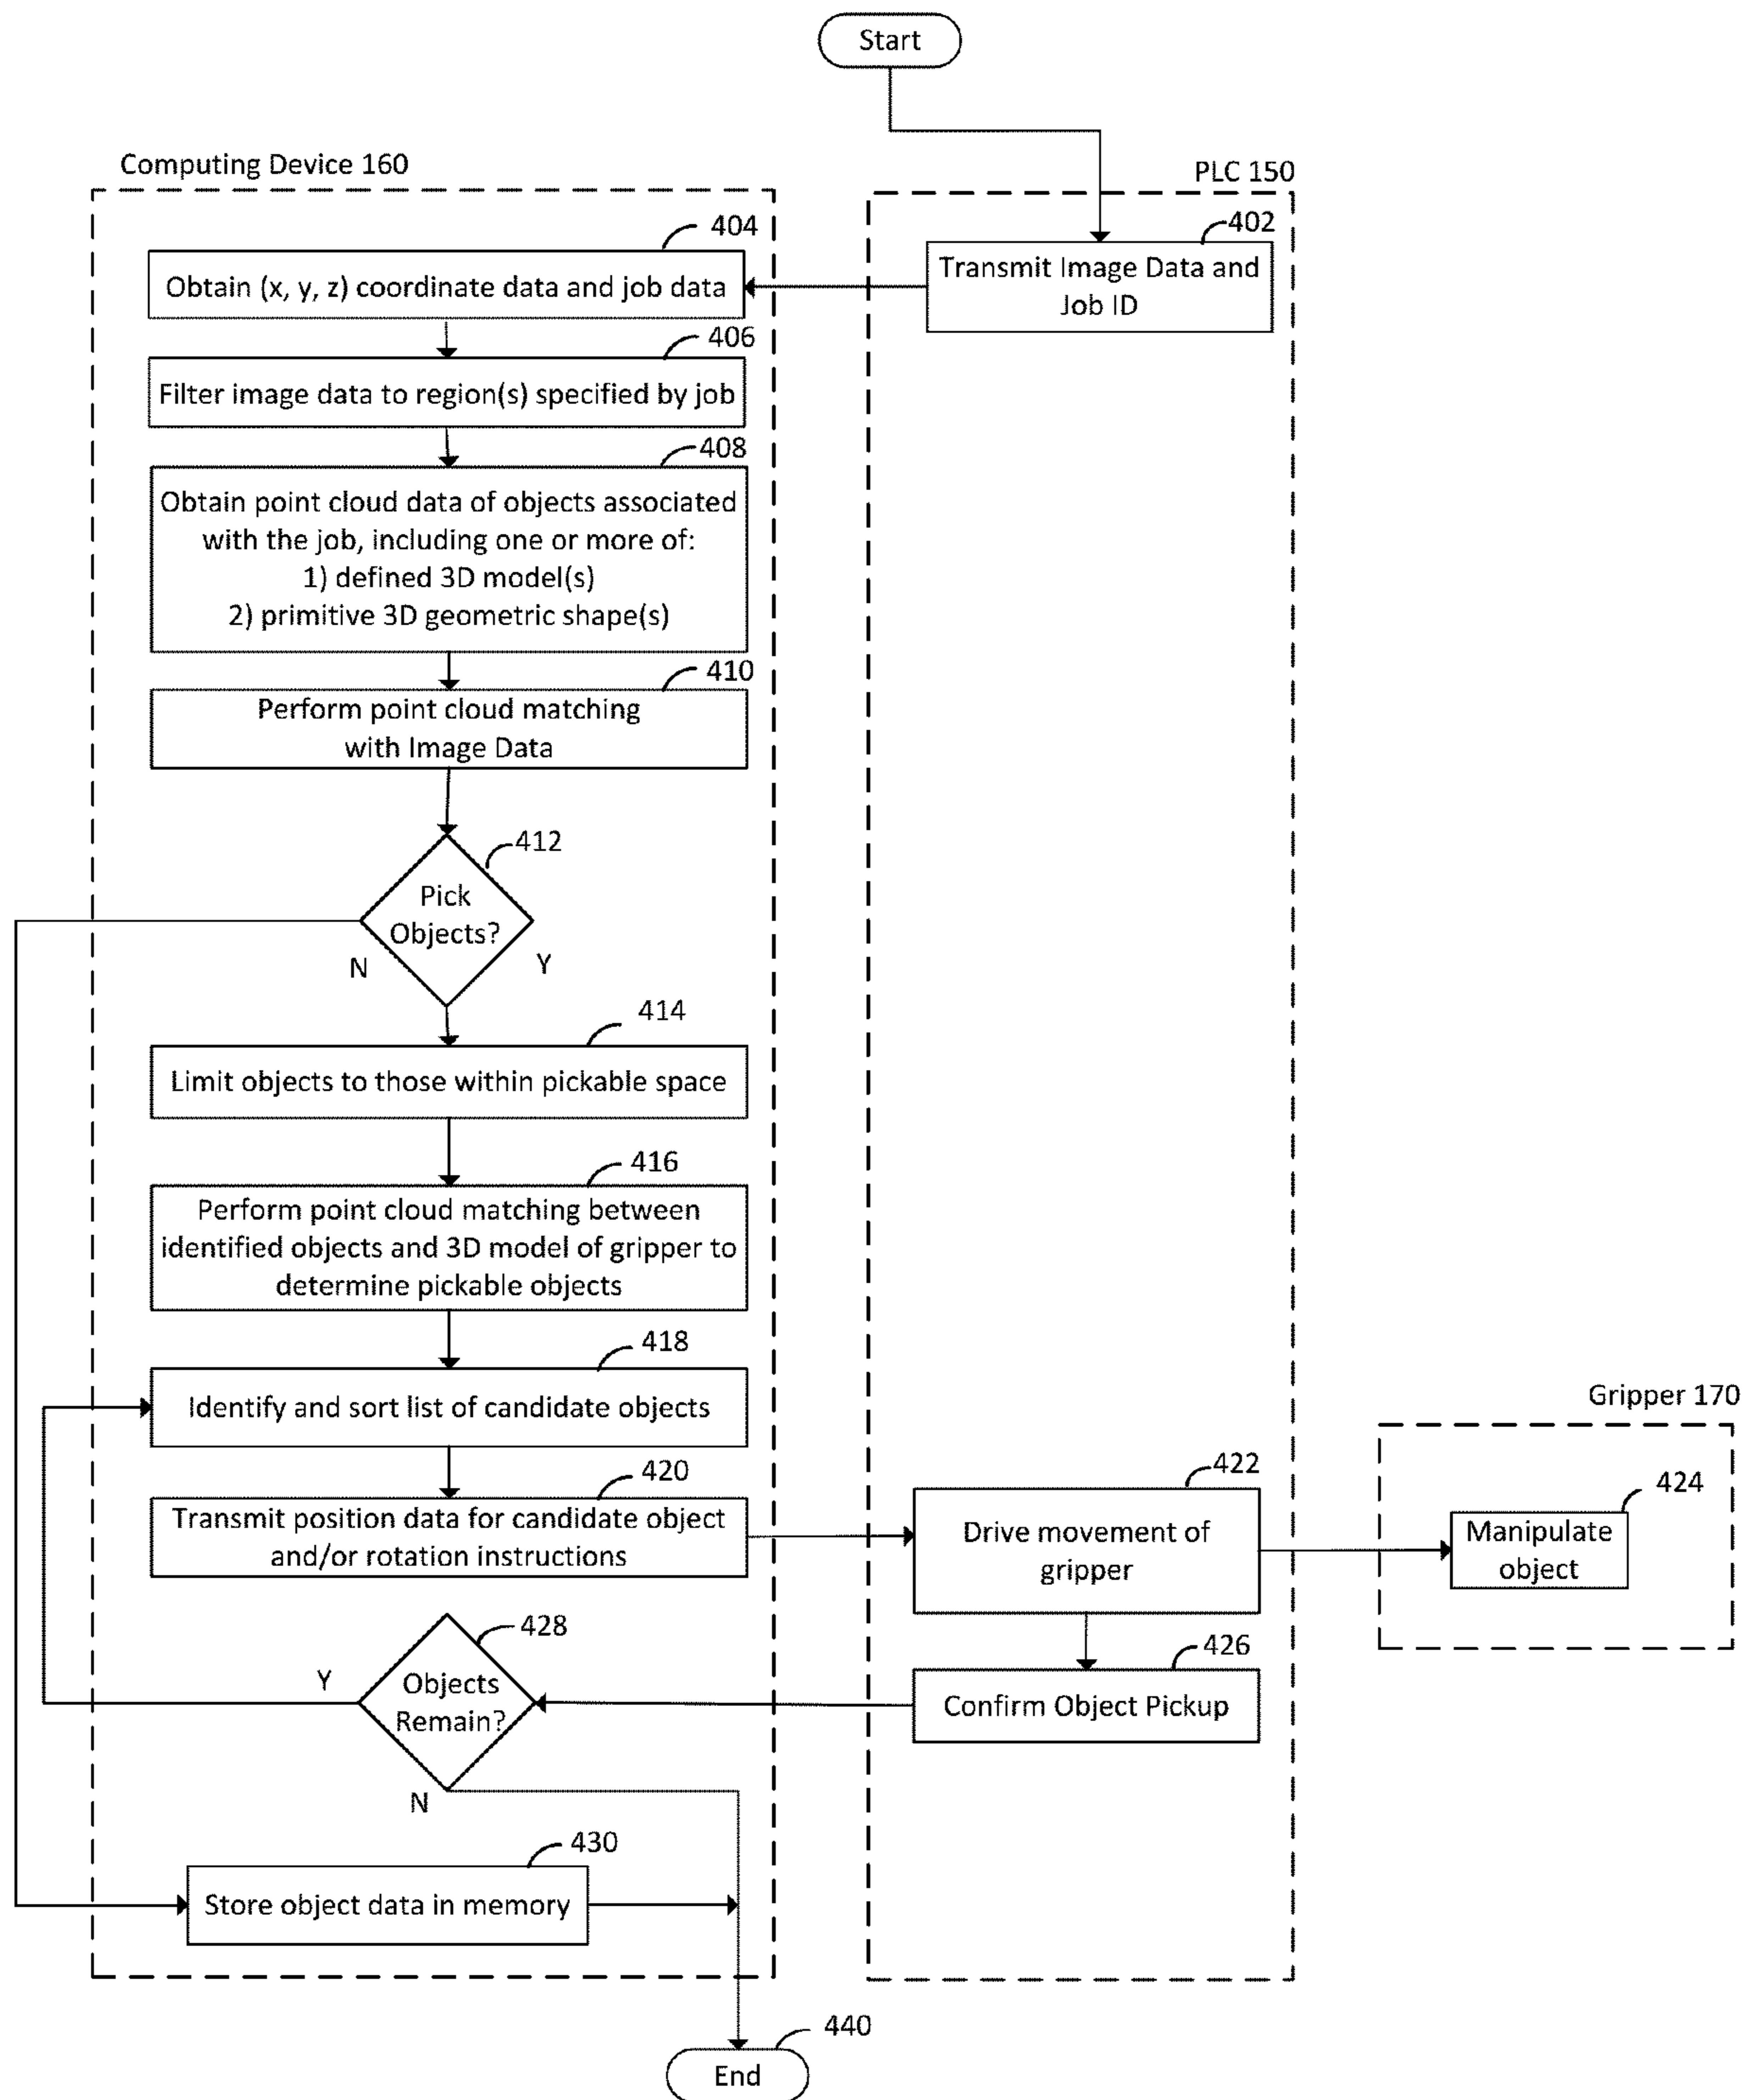 Start
Computing Device 160
PLC 150
404
402
Obtain (x, y, z) coordinate data and job data
Transmit Image Data and
Job ID
406
Filter image data to region(s) specified by job
408
Obtain point cloud data of objects associated
with the job, including one or more of:
1) defined 3D model(s)
2) primitive 3D geometric shape(s)
410
Perform point cloud matching
with Image Data
412
Pick
Objects?
N
Y
414
Limit objects to those within pickable space
416
Perform point cloud matching between
identified objects and 3D model of gripper to
determine pickable objects
418
Identify and sort list of candidate objects
Gripper 170
420
Transmit position data for candidate object
and/or rotation instructions
422
Drive movement of
gripper
424
Manipulate
object
428
Objects
Remain?
Y
N
426
Confirm Object Pickup
430
Store object data in memory
440
End